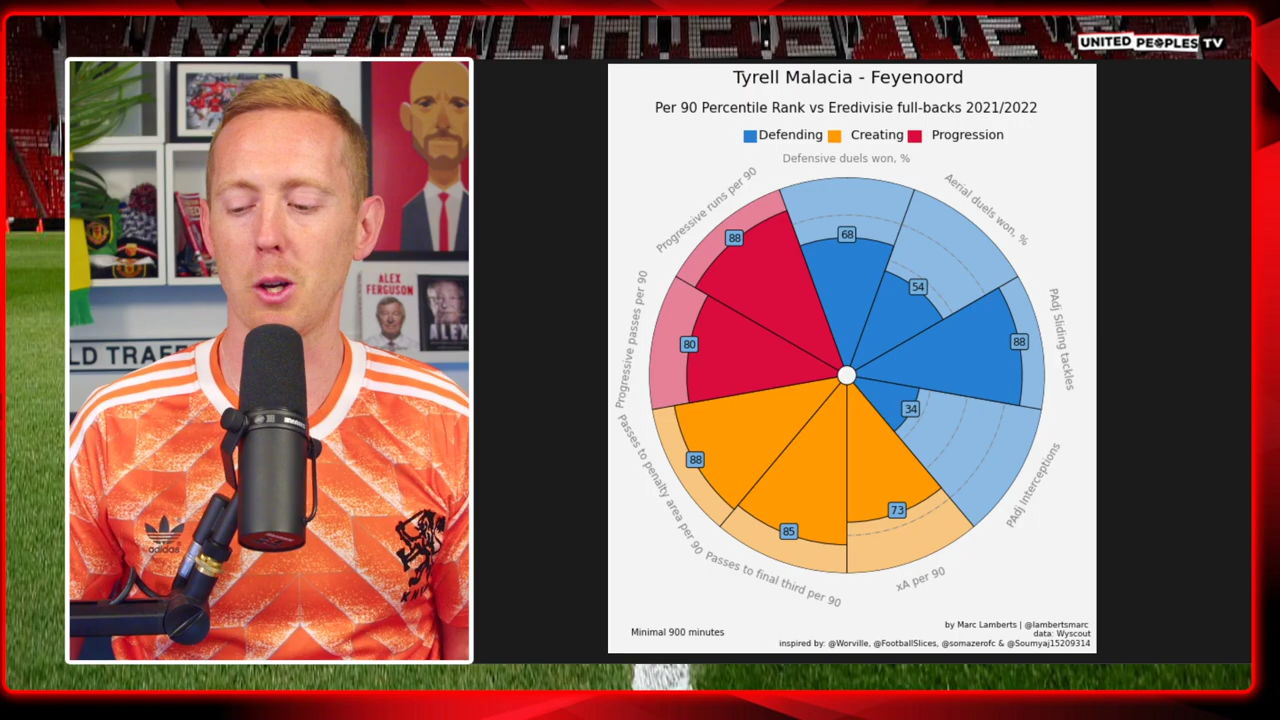 MANCHESTE
UNITED PEOPLES TV
ALEX
FERGUSON
ALEX
LD TRAFF
adidas
KNVB
Tyrell Malacia - Feyenoord
Per 90 Percentile Rank vs Eredivisie full-backs 2021/2022
Defending Creating Progression
Defensive duels won, %
Aerial duels won, %
PAdj Sliding tackles
PAdj Interceptions
xA per 90
Passes to final third per 90
Passes to penalty area per 90
Progressive passes per 90
Progressive runs per 90
68
54
88
34
73
85
88
80
88
Minimal 900 minutes
by Marc Lamberts | @lambertsmarc
data: Wyscout
inspired by: @Worville, @FootballSlices, @somazerofc & @Soumyaj15209314